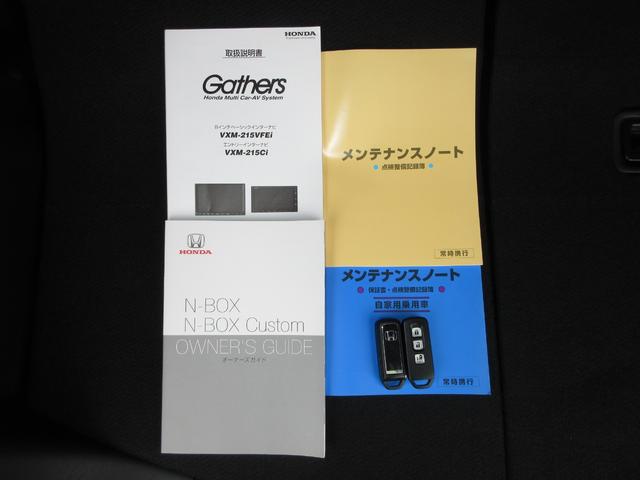 HONDA
取扱説明書
Gathers
Honda Multi Car-AV System
8インチベーシックインターナビ
VXM-215VFEi
エントリーインターナビ
VXM-215Ci
メンテナンスノート
点検整備記録簿
常時携行
HONDA
N-BOX
N-BOX Custom
OWNER'S GUIDE
オーナーズガイド
メンテナンスノート
保証書・点検整備記録簿
自家用乗用車
常時携行